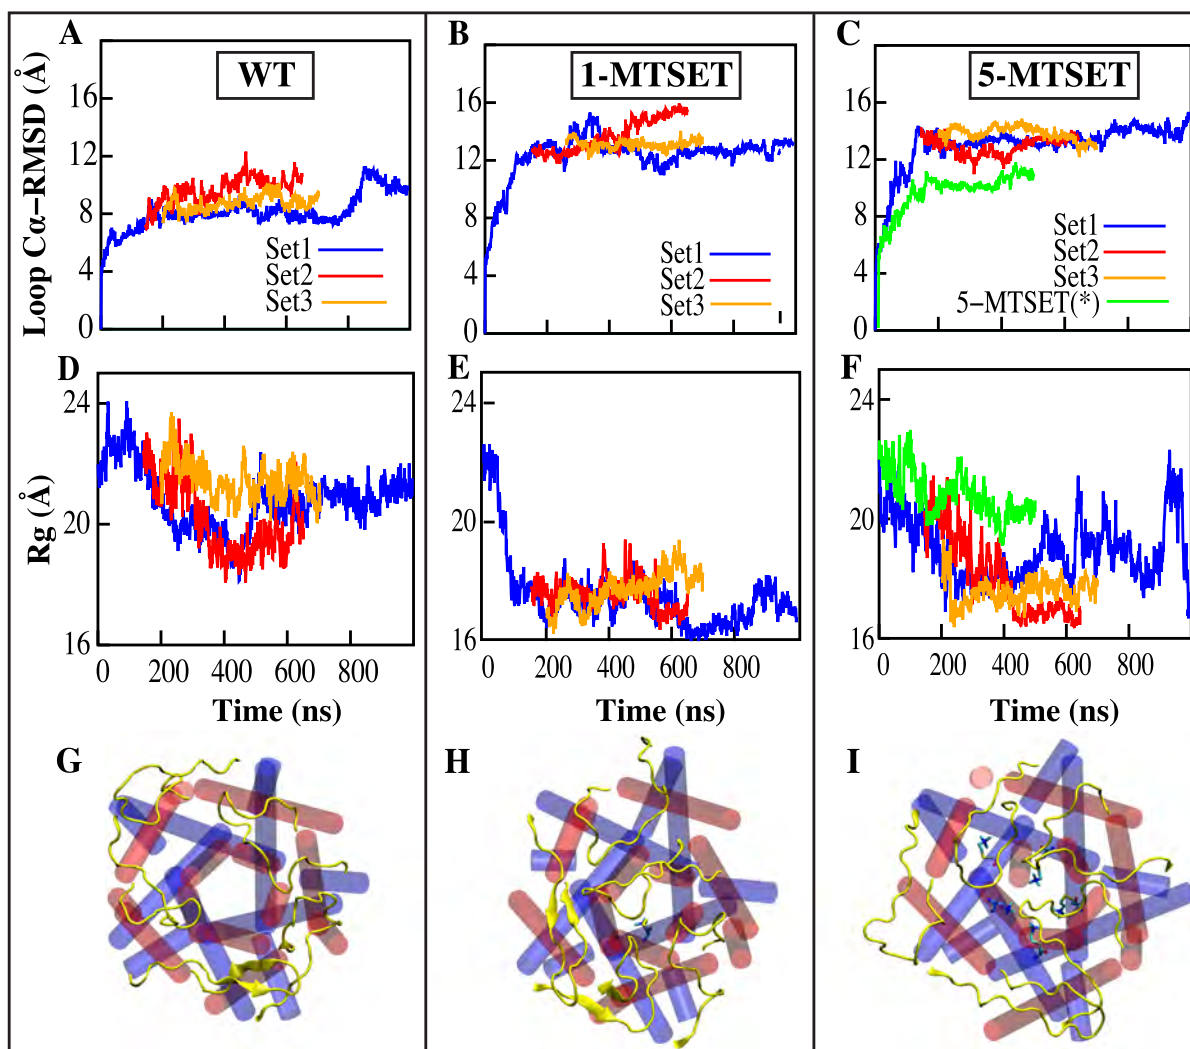 A
WT
Loop Cα−RMSD (Å)
16
12
8
4
0
Set1
Set2
Set3
B
1-MTSET
16
12
8
4
0
Set1
Set2
Set3
C
5-MTSET
16
12
8
4
0
Set1
Set2
Set3
5−MTSET(*)
D
Rg (Å)
24
20
16
0 200 400 600 800
Time (ns)
E
24
20
16
0 200 400 600 800
Time (ns)
F
24
20
16
0 200 400 600 800
Time (ns)
G
H
I